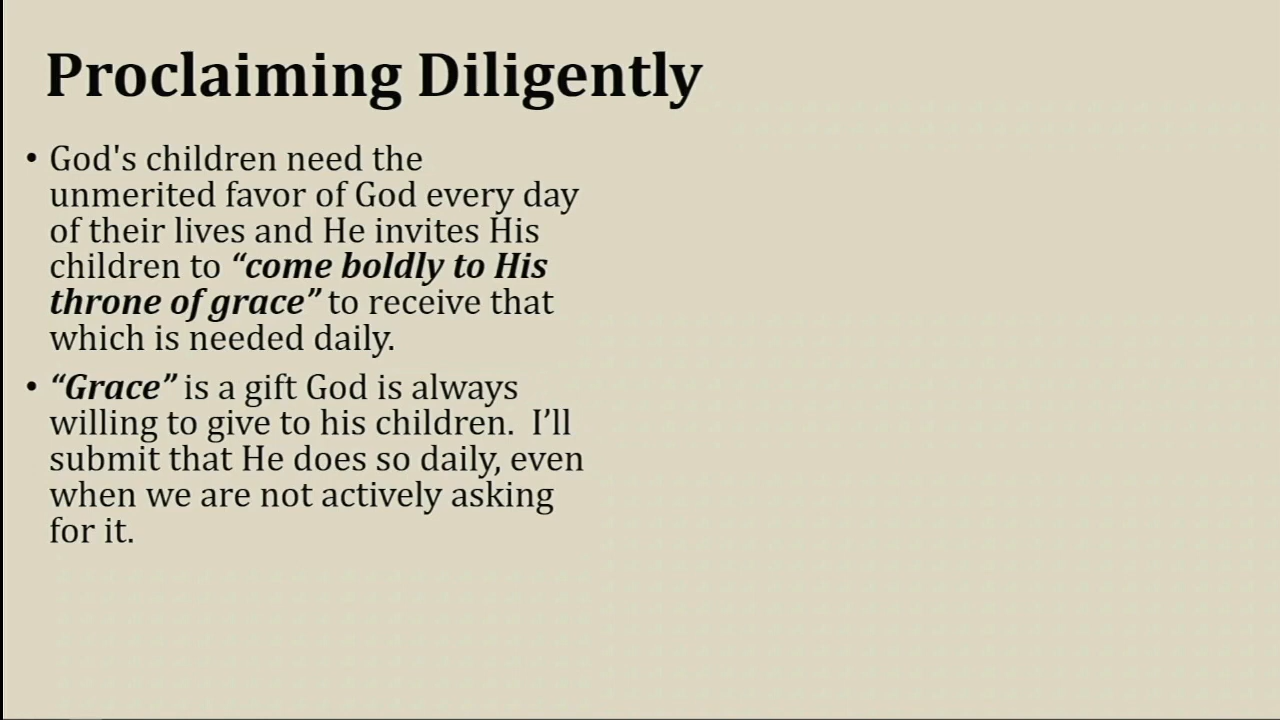 Proclaiming Diligently
• God's children need the
unmerited favor of God every day
of their lives and He invites His
children to “come boldly to His
throne of grace” to receive that
which is needed daily.
• “Grace” is a gift God is always
willing to give to his children.  I’ll
submit that He does so daily, even
when we are not actively asking
for it.